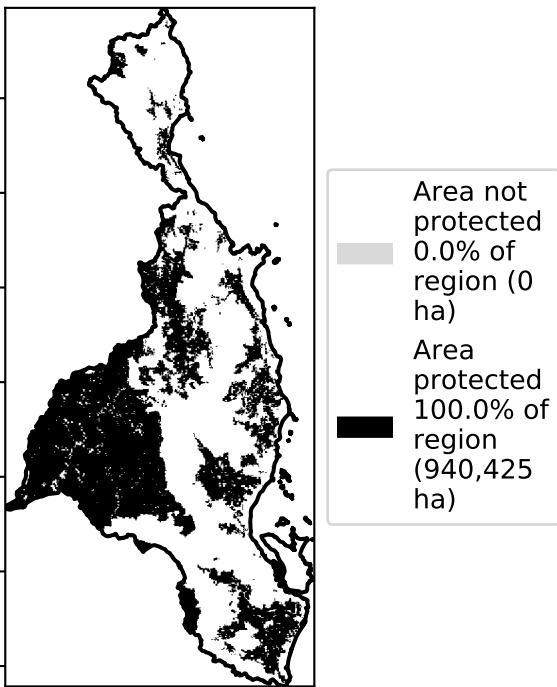 Area not
protected
0.0% of
region (0
ha)
Area
protected
100.0% of
region
(940,425
ha)